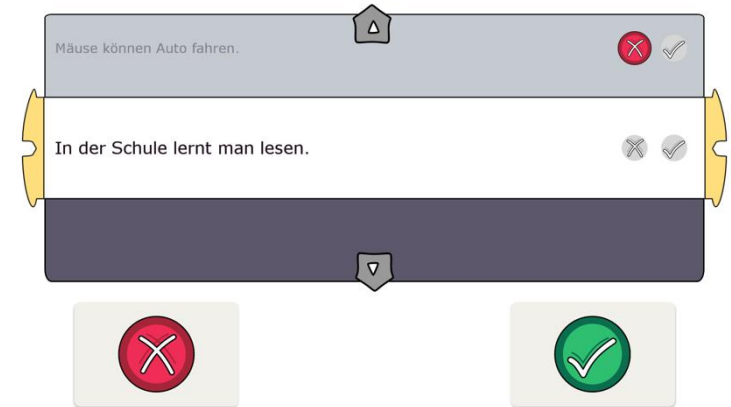 Mäuse können Auto fahren.
In der Schule lernt man lesen.